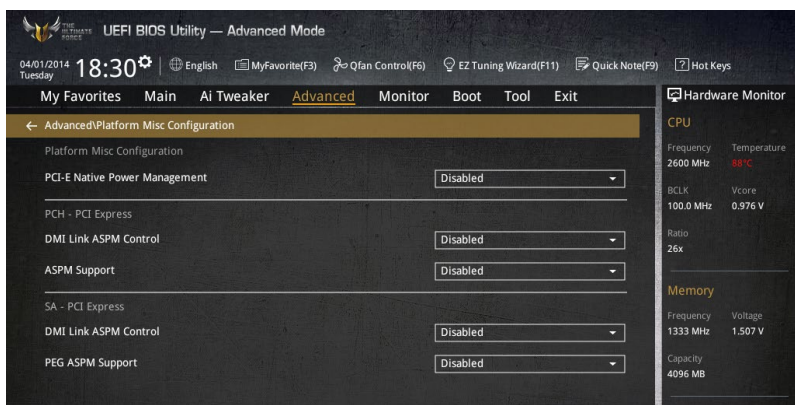 THE ULTIMATE FORCE
UEFI BIOS Utility — Advanced Mode
04/01/2014
Tuesday
18:30
English
MyFavorite(F3)
Qfan Control(F6)
EZ Tuning Wizard(F11)
Quick Note(F9)
Hot Keys
My Favorites Main Ai Tweaker Advanced Monitor Boot Tool Exit
Hardware Monitor
← Advanced\Platform Misc Configuration
Platform Misc Configuration
PCI-E Native Power Management Disabled
PCH - PCI Express
DMI Link ASPM Control Disabled
ASPM Support Disabled
SA - PCI Express
DMI Link ASPM Control Disabled
PEG ASPM Support Disabled
CPU
Frequency Temperature
2600 MHz 88°C
BCLK Vcore
100.0 MHz 0.976 V
Ratio
26x
Memory
Frequency Voltage
1333 MHz 1.507 V
Capacity
4096 MB